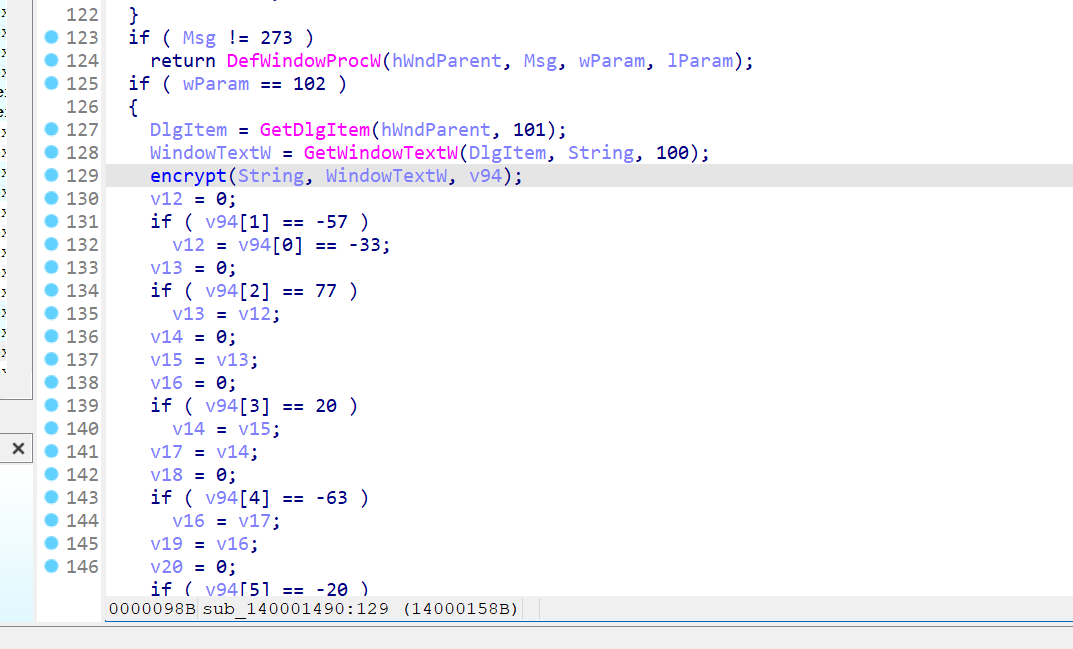 122 }
123 if ( Msg != 273 )
124 return DefWindowProcW(hWndParent, Msg, wParam, lParam);
125 if ( wParam == 102 )
126 {
127 DlgItem = GetDlgItem(hWndParent, 101);
128 WindowTextW = GetWindowTextW(DlgItem, String, 100);
129 encrypt(String, WindowTextW, v94);
130 v12 = 0;
131 if ( v94[1] == -57 )
132 v12 = v94[0] == -33;
133 v13 = 0;
134 if ( v94[2] == 77 )
135 v13 = v12;
136 v14 = 0;
137 v15 = v13;
138 v16 = 0;
139 if ( v94[3] == 20 )
140 v14 = v15;
141 v17 = v14;
142 v18 = 0;
143 if ( v94[4] == -63 )
144 v16 = v17;
145 v19 = v16;
146 v20 = 0;
if ( v94[5] == -20 )
0000098B sub_140001490:129 (14000158B)